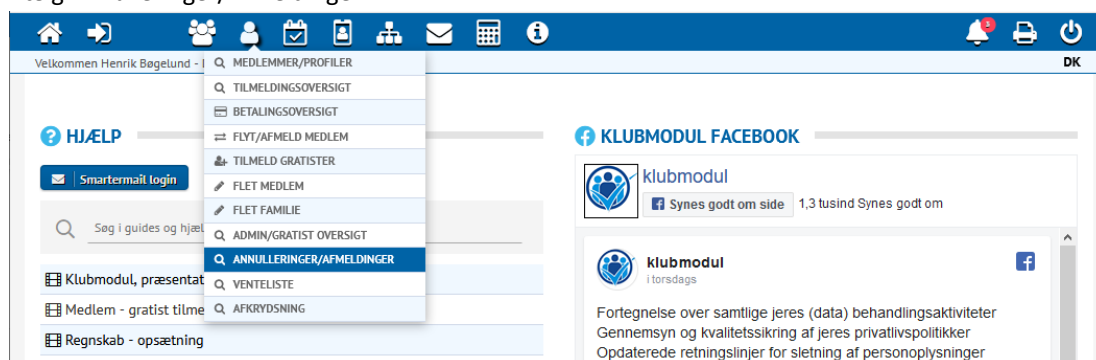 Velkommen Henrik Bøgelund -
DK
MEDLEMMER/PROFILER
TILMELDINGSOVERSIGT
BETALINGSOVERSIGT
FLYT/AFMELD MEDLEM
TILMELD GRATISTER
FLET MEDLEM
FLET FAMILIE
ADMIN/GRATIST OVERSIGT
ANNULLERINGER/AFMELDINGER
VENTELISTE
AFKRYDSNING
HJÆLP
Smartermail login
Søg i guides og hjæl
Klubmodul, præsentat
Medlem - gratist tilme
Regnskab - opsætning
KLUBMODUL FACEBOOK
klubmodul
Synes godt om side 1,3 tusind Synes godt om
klubmodul
i torsdags
Fortegnelse over samtlige jeres (data) behandlingsaktiviteter
Gennemsyn og kvalitetssikring af jeres privatlivspolitikker
Opdaterede retningslinjer for sletning af personoplysninger